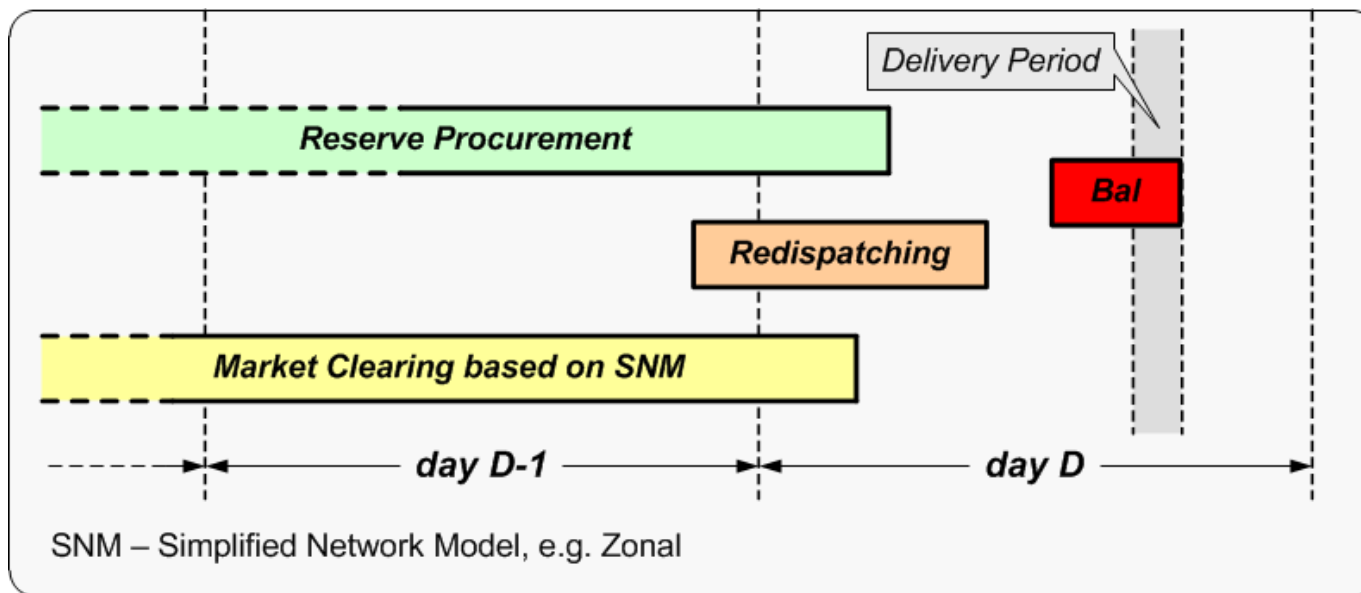 Delivery Period
Reserve Procurement
Bal
Redispatching
Market Clearing based on SNM
day D-1
day D
SNM – Simplified Network Model, e.g. Zonal